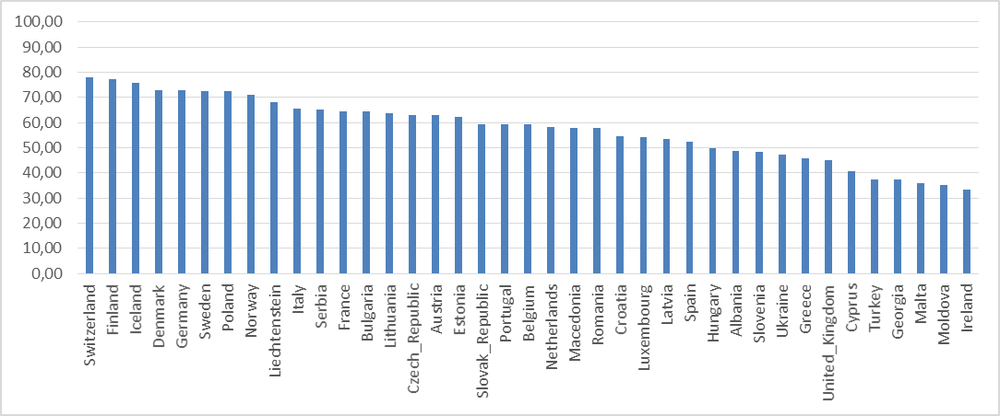 100,00
90,00
80,00
70,00
60,00
50,00
40,00
30,00
20,00
10,00
0,00
Switzerland
Finland
Iceland
Denmark
Germany
Sweden
Poland
Norway
Liechtenstein
Italy
Serbia
France
Bulgaria
Lithuania
Czech_Republic
Austria
Estonia
Slovak_Republic
Portugal
Belgium
Netherlands
Macedonia
Romania
Croatia
Luxembourg
Latvia
Spain
Hungary
Albania
Slovenia
Ukraine
Greece
United_Kingdom
Cyprus
Turkey
Georgia
Malta
Moldova
Ireland